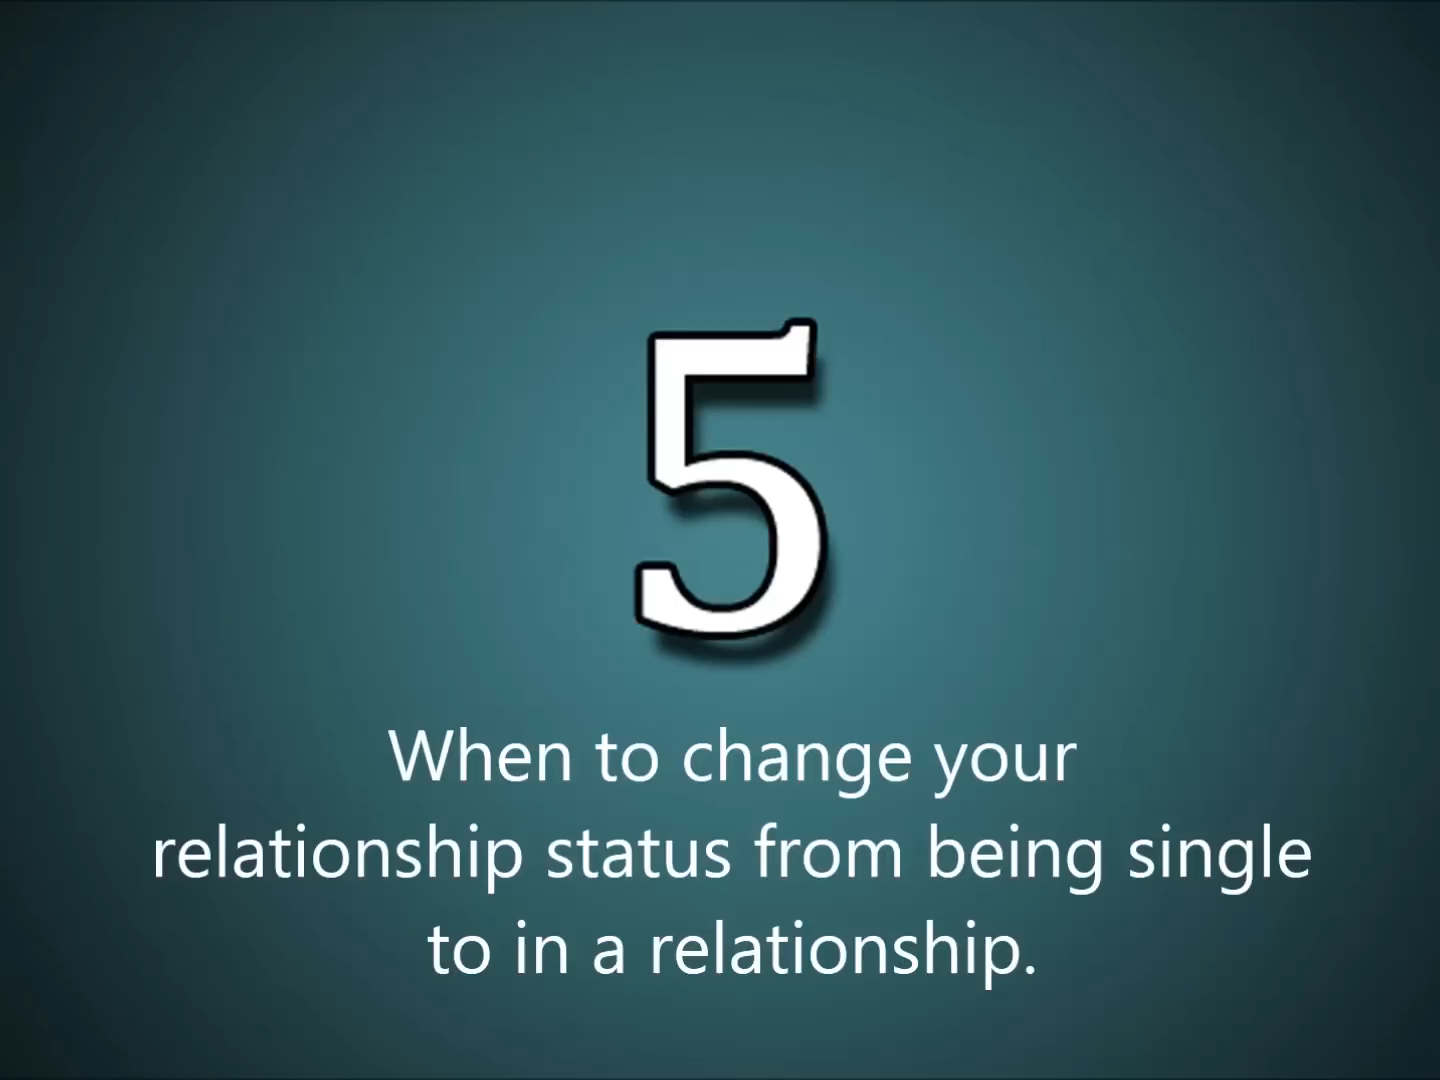 5
When to change your
relationship status from being single
to in a relationship.